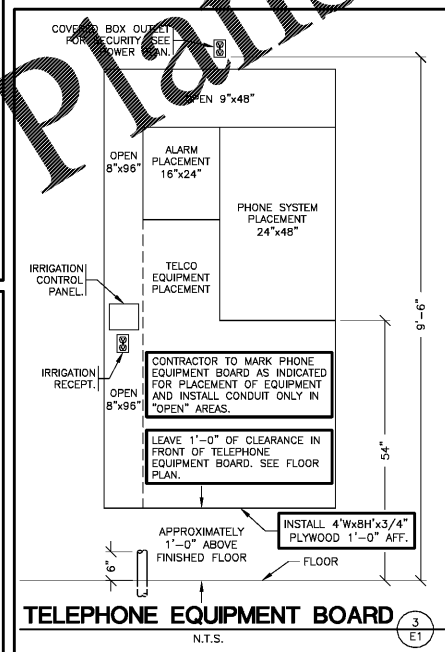 COVERED BOX OUTLET
FOR SECURITY SEE
POWER PLAN.
OPEN 9"x48"
OPEN
8"x96"
ALARM
PLACEMENT
16"x24"
PHONE SYSTEM
PLACEMENT
24"x48"
TELCO
EQUIPMENT
PLACEMENT
IRRIGATION
CONTROL
PANEL.
IRRIGATION
RECEPT.
OPEN
8"x96"
CONTRACTOR TO MARK PHONE
EQUIPMENT BOARD AS INDICATED
FOR PLACEMENT OF EQUIPMENT
AND INSTALL CONDUIT ONLY IN
"OPEN" AREAS.
LEAVE 1'-0" OF CLEARANCE IN
FRONT OF TELEPHONE
EQUIPMENT BOARD. SEE FLOOR
PLAN.
9'-6"
54"
INSTALL 4'Wx8H'x3/4"
PLYWOOD 1'-0" AFF.
APPROXIMATELY
1'-0" ABOVE
FINISHED FLOOR
6"
FLOOR
TELEPHONE EQUIPMENT BOARD
3
E1
N.T.S.